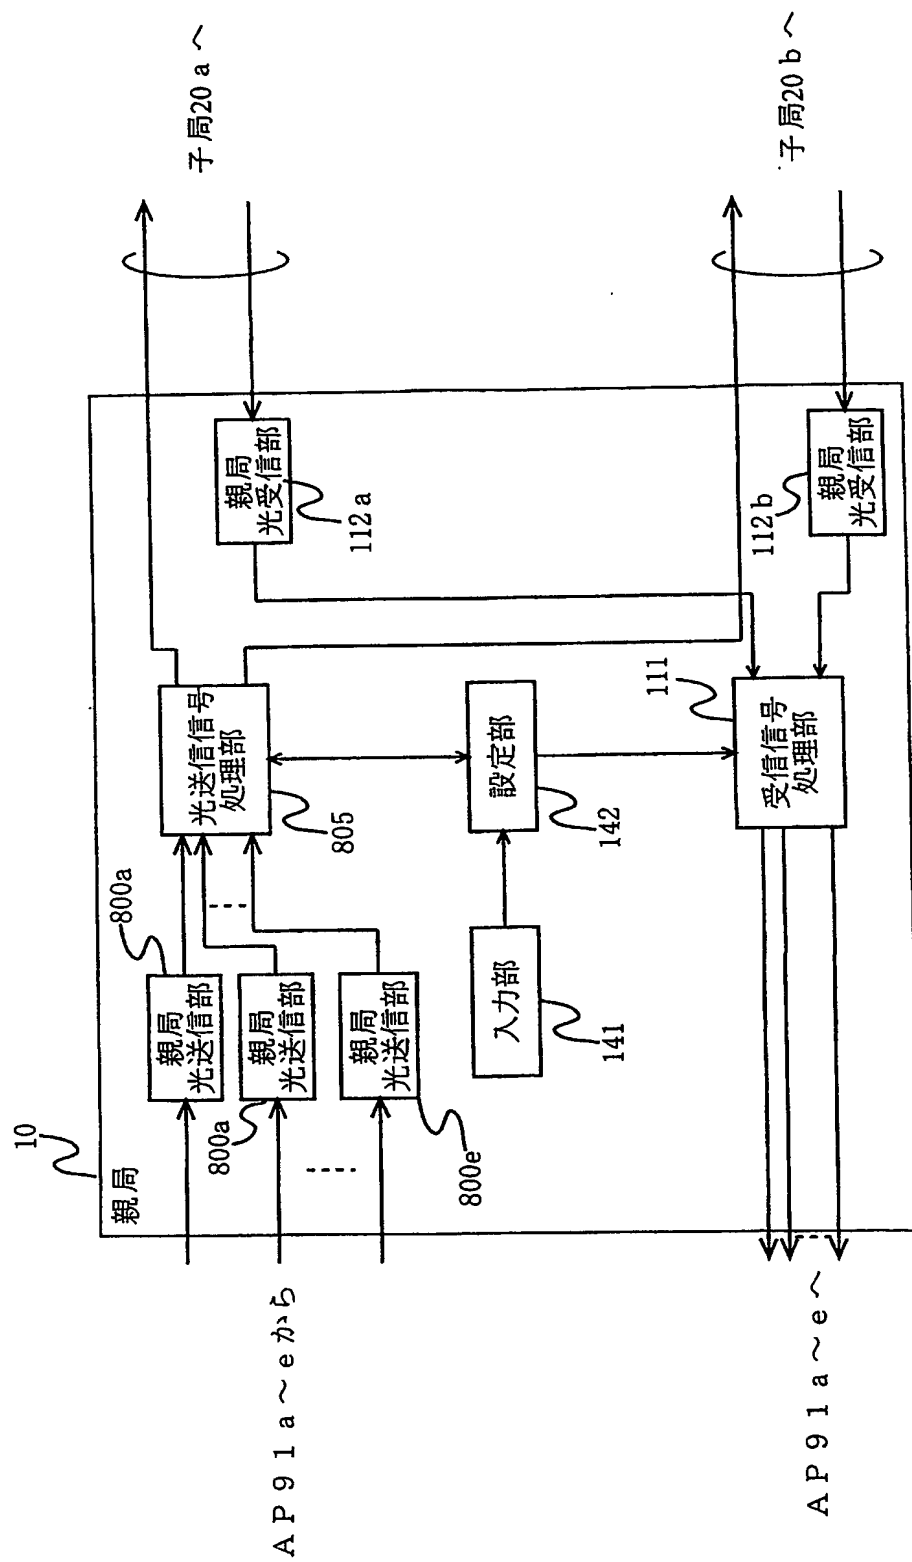 10
親局
AP91a～eから
親局
光送信部
800a
親局
光送信部
800a
親局
光送信部
800e
光送信信号
処理部
805
親局
光受信部
112a
子局20aへ
入力部
141
設定部
142
受信信号
処理部
111
親局
光受信部
112b
子局20bへ
AP91a～eへ